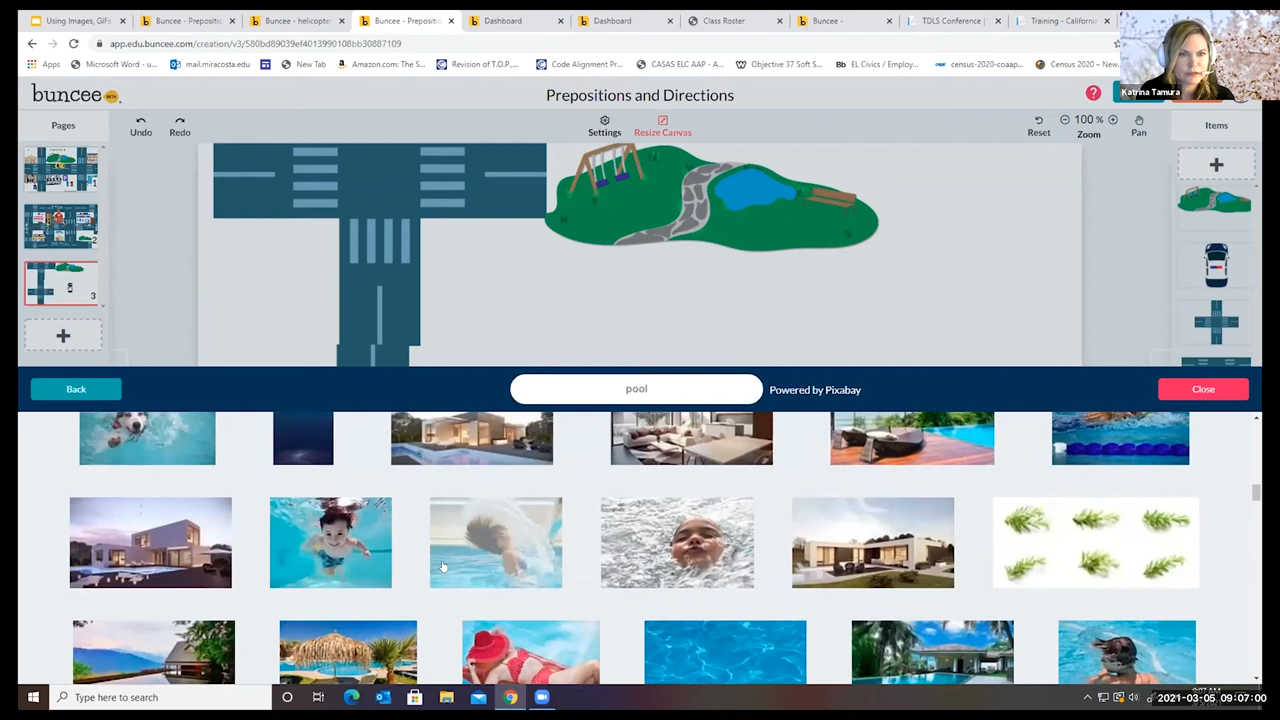 Using Images, GIFs
Buncee - Prepositic
Buncee - helicopte
Buncee - Prepositio
Dashboard
Dashboard
Class Roster
Buncee -
TDLS Conference |
Training - California
app.edu.buncee.com/creation/v3/580bd89039ef4013990108bb30887109
Apps
Microsoft Word - u...
mail.miracosta.edu
New Tab
Amazon.com: The S...
Revision of T.O.P....
Code Alignment Pr...
CASAS ELC AAP - A...
Objective 37 Soft S...
Bb EL Civics / Employ...
census-2020-coaap...
Census 2020 – New...
Katrina Tamura
buncee BETA
Prepositions and Directions
Pages
Undo
Redo
Settings
Resize Canvas
Reset
100 %
Zoom
Pan
Items
1
2
3
Back
pool
Powered by Pixabay
Close
Type here to search
2021-03-05 09:07:00